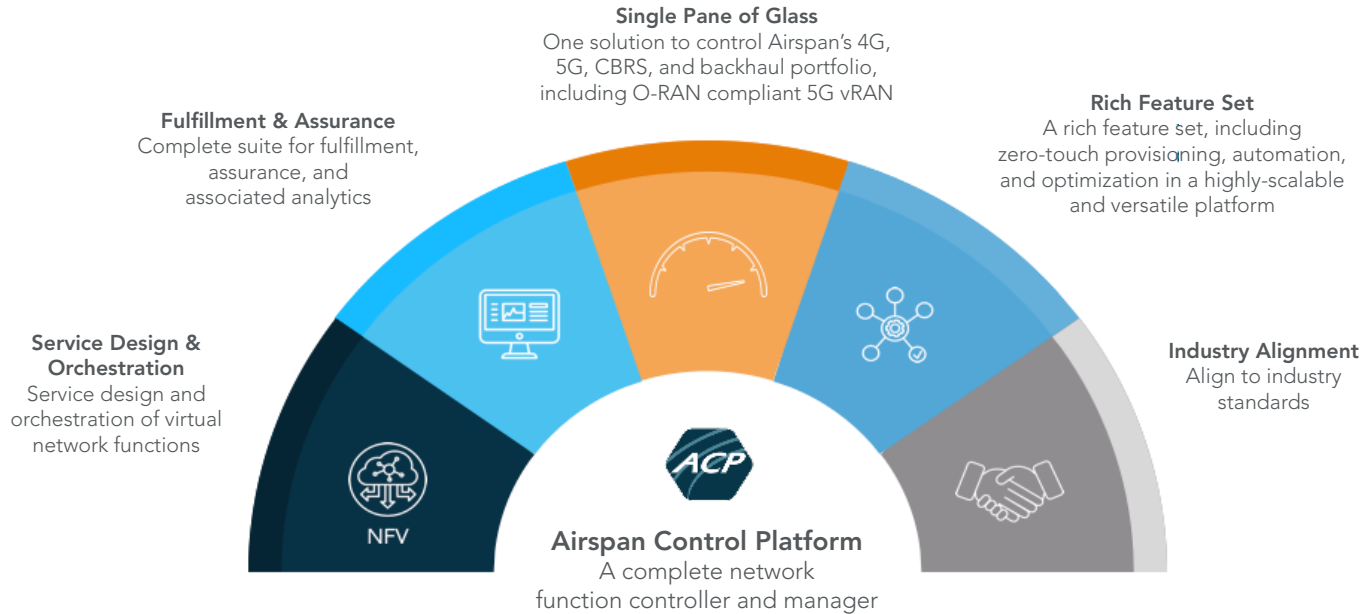 Single Pane of Glass
One solution to control Airspan's 4G,
5G, CBRS, and backhaul portfolio,
including O-RAN compliant 5G vRAN
Fulfillment & Assurance
Complete suite for fulfillment,
assurance, and
associated analytics
Rich Feature Set
A rich feature set, including
zero-touch provisioning, automation,
and optimization in a highly-scalable
and versatile platform
Service Design &
Orchestration
Service design and
orchestration of virtual
network functions
Industry Alignment
Align to industry
standards
NFV
ACP
Airspan Control Platform
A complete network
function controller and manager